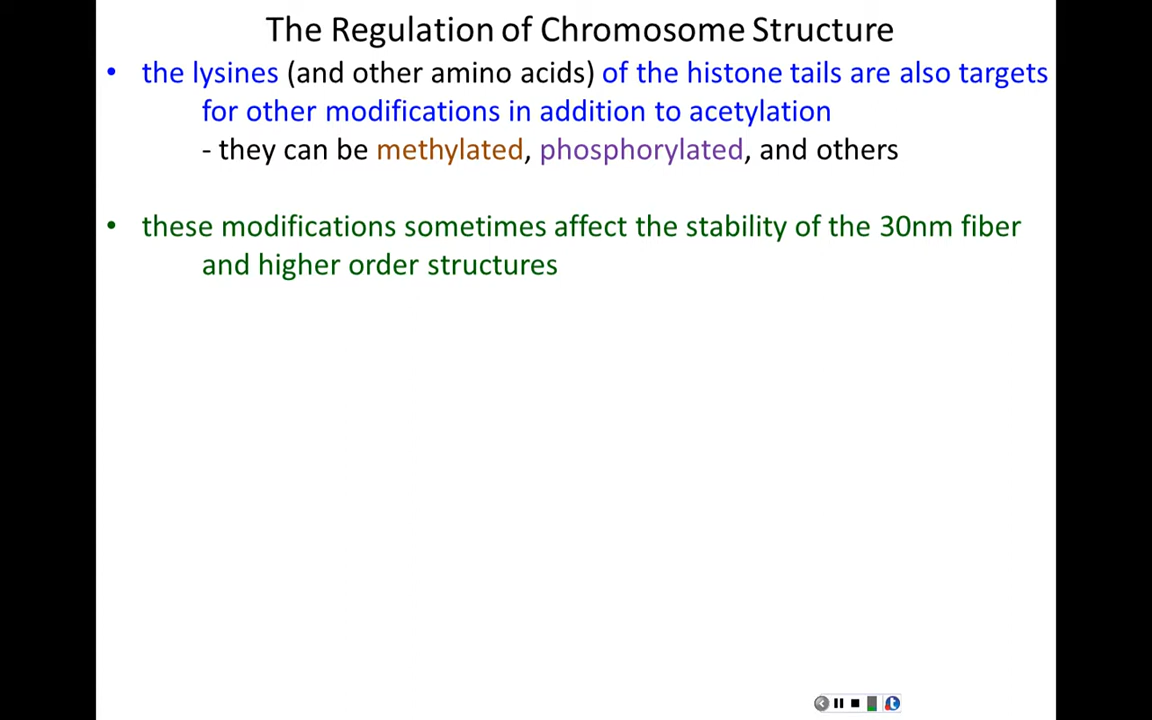 The Regulation of Chromosome Structure
• the lysines (and other amino acids) of the histone tails are also targets
for other modifications in addition to acetylation
- they can be methylated, phosphorylated, and others
• these modifications sometimes affect the stability of the 30nm fiber
and higher order structures